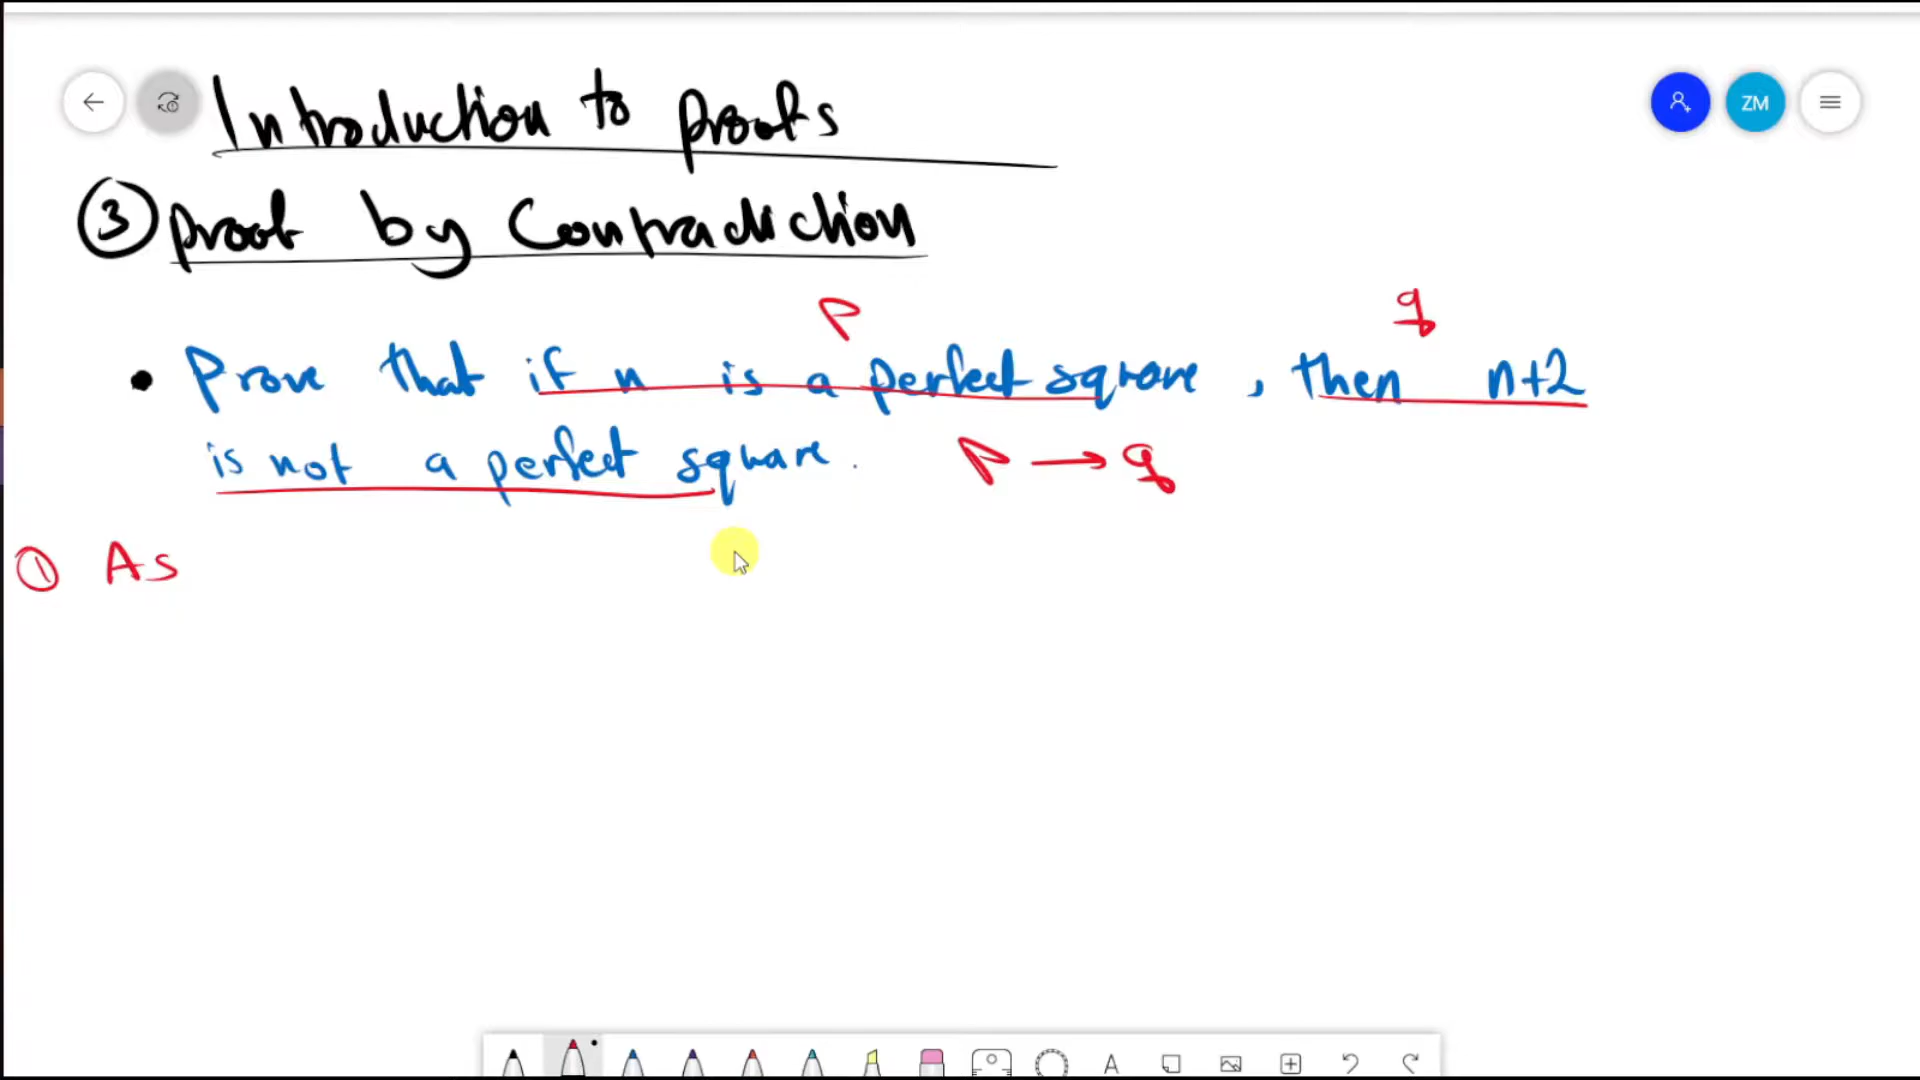 Introduction to proofs
ZM
③ proof by Contradiction
p
q
• Prove that if n is a perfect square, then n+2
is not a perfect square. p → q
① As